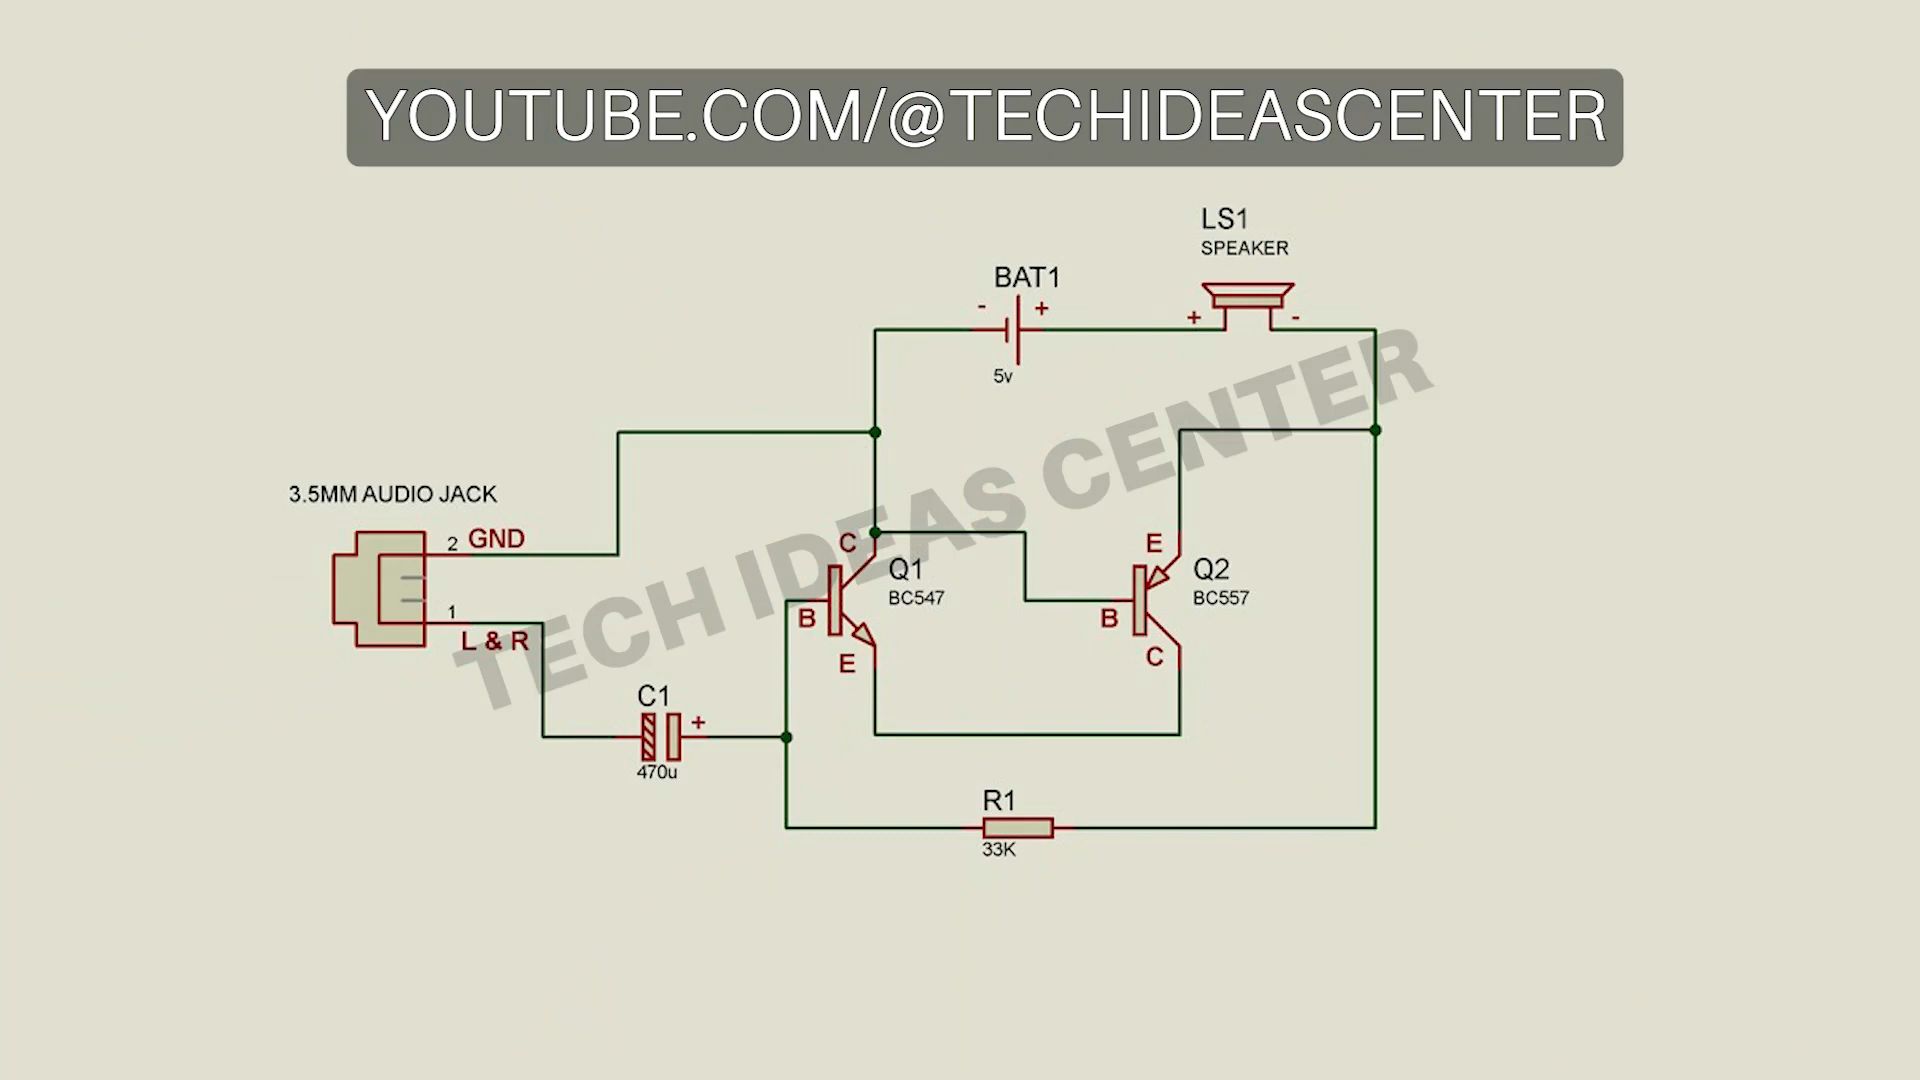 YOUTUBE.COM/@TECHIDEASCENTER
LS1
SPEAKER
BAT1
- +
+ -
5v
TECH IDEAS CENTER
3.5MM AUDIO JACK
2 GND
1
L & R
C
Q1
BC547
B
E
E
Q2
BC557
B
C
C1
+
470u
R1
33K